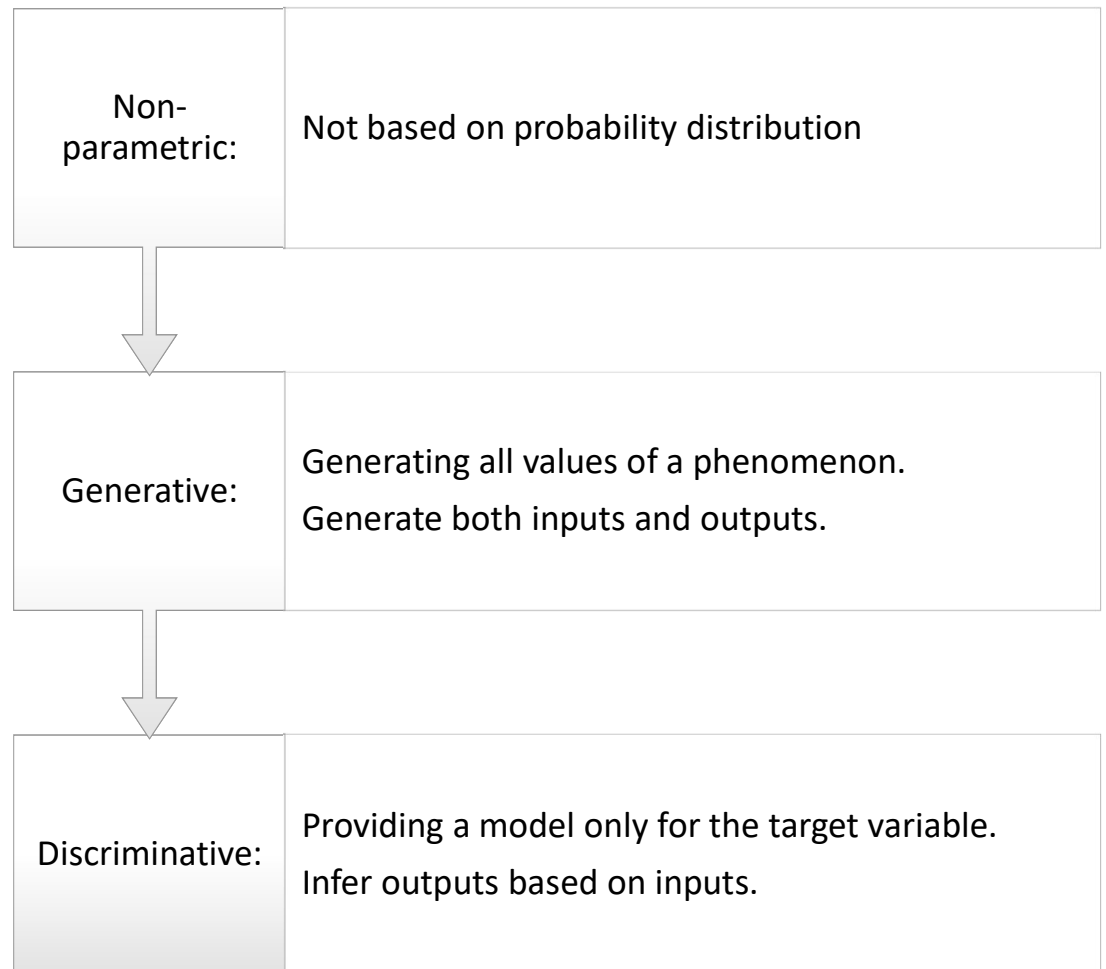 Non-
parametric:
Not based on probability distribution
Generative:
Generating all values of a phenomenon.
Generate both inputs and outputs.
Discriminative:
Providing a model only for the target variable.
Infer outputs based on inputs.